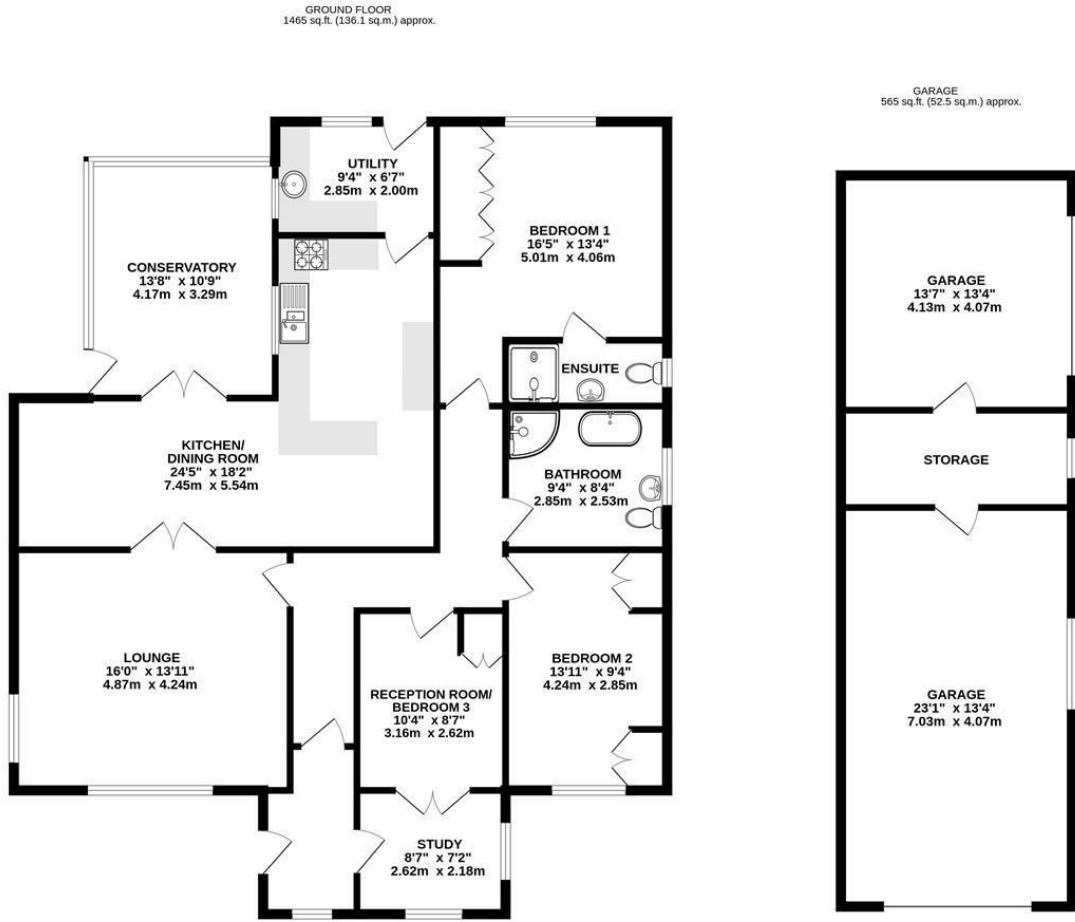 GROUND FLOOR
1465 sq.ft. (136.1 sq.m.) approx.
GARAGE
565 sq.ft. (52.5 sq.m.) approx.
UTILITY
9'4" x 6'7"
2.85m x 2.00m
BEDROOM 1
16'5" x 13'4"
5.01m x 4.06m
CONSERVATORY
13'8" x 10'9"
4.17m x 3.29m
GARAGE
13'7" x 13'4"
4.13m x 4.07m
ENSUITE
KITCHEN/
DINING ROOM
24'5" x 18'2"
7.45m x 5.54m
BATHROOM
9'4" x 8'4"
2.85m x 2.53m
STORAGE
LOUNGE
16'0" x 13'11"
4.87m x 4.24m
RECEPTION ROOM/
BEDROOM 3
10'4" x 8'7"
3.16m x 2.62m
BEDROOM 2
13'11" x 9'4"
4.24m x 2.85m
GARAGE
23'1" x 13'4"
7.03m x 4.07m
STUDY
8'7" x 7'2"
2.62m x 2.18m